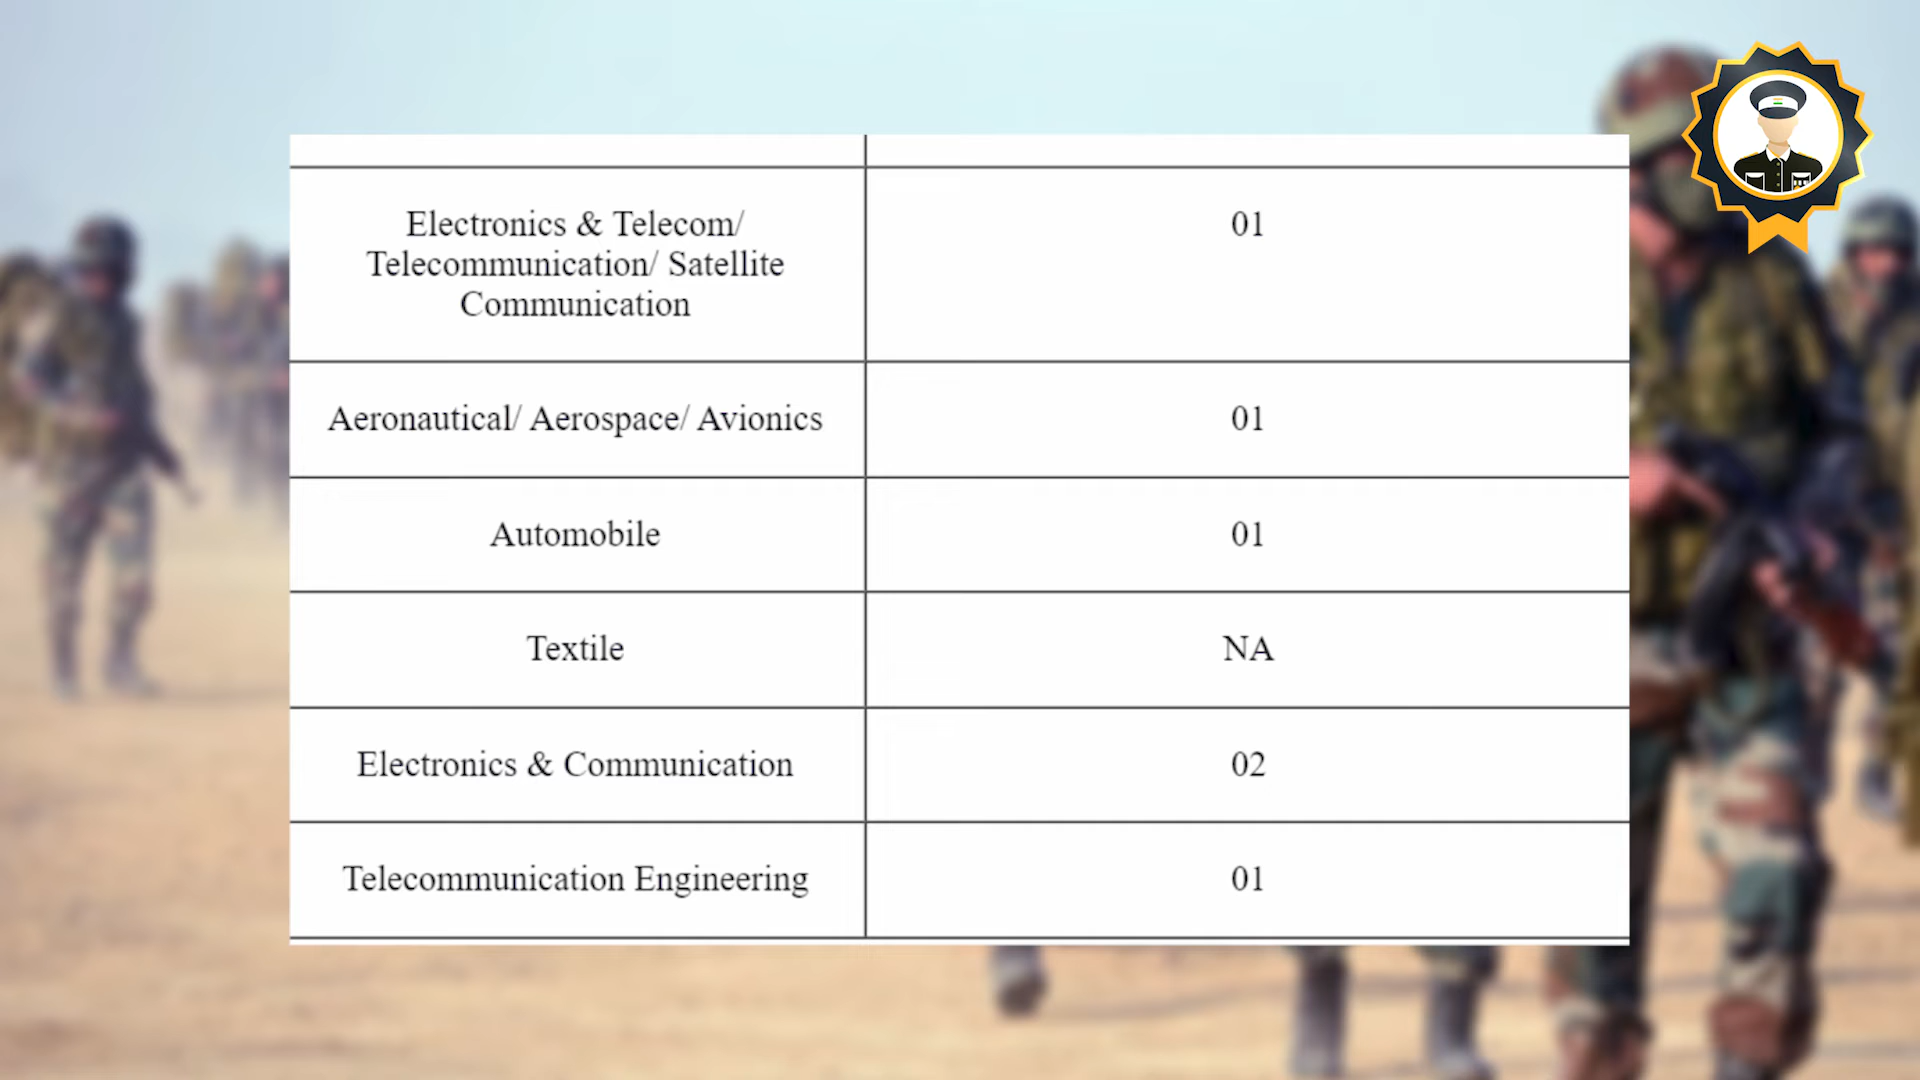 Electronics & Telecom/ 01
Telecommunication/ Satellite
Communication
Aeronautical/ Aerospace/ Avionics 01
Automobile 01
Textile NA
Electronics & Communication 02
Telecommunication Engineering 01